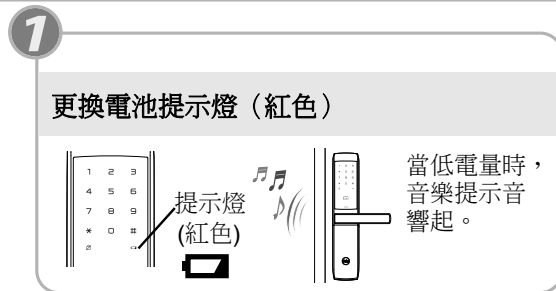 1
更換電池提示燈（紅色）
1 2 3
4 5 6
7 8 9
* 0 #
提示燈
(紅色)
當低電量時，
音樂提示音
響起。